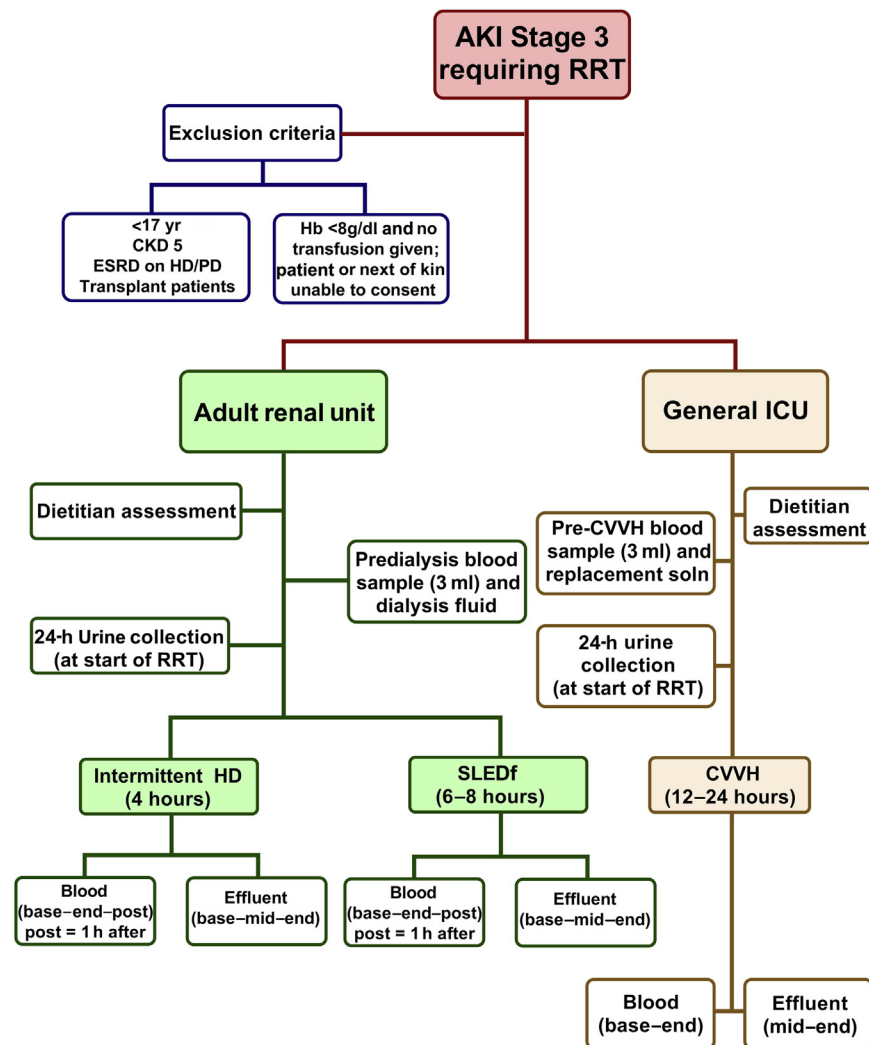 AKI Stage 3
requiring RRT
Exclusion criteria
<17 yr
CKD 5
ESRD on HD/PD
Transplant patients
Hb <8g/dl and no
transfusion given;
patient or next of kin
unable to consent
Adult renal unit
General ICU
Dietitian assessment
Dietitian
assessment
Pre-CVVH blood
sample (3 ml) and
replacement soln
Predialysis blood
sample (3 ml) and
dialysis fluid
24-h Urine collection
(at start of RRT)
24-h urine
collection
(at start of RRT)
Intermittent HD
(4 hours)
SLEDf
(6–8 hours)
CVVH
(12–24 hours)
Blood
(base–end–post)
post = 1 h after
Effluent
(base–mid–end)
Blood
(base–end–post)
post = 1 h after
Effluent
(base–mid–end)
Blood
(base–end)
Effluent
(mid–end)